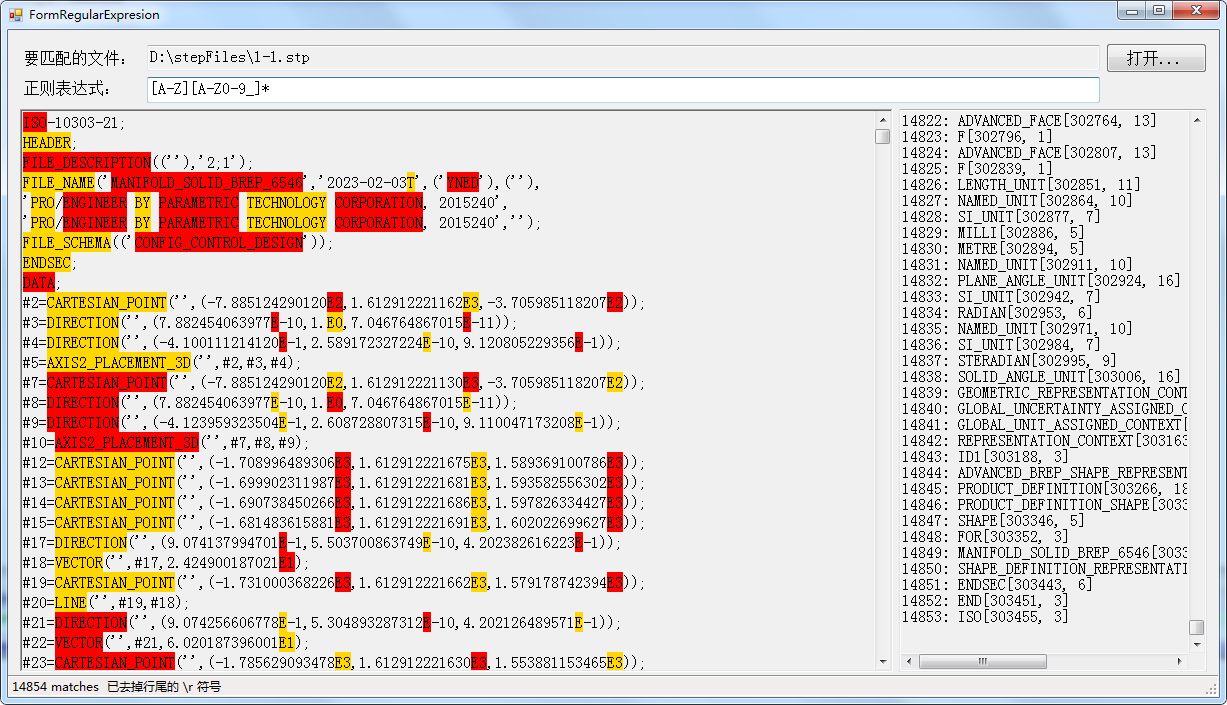 FormRegularExpresion
要匹配的文件： D:\stepFiles\1-1.stp 打开...
正则表达式： [A-Z][A-Z0-9_]*
ISO-10303-21;
HEADER;
FILE_DESCRIPTION((''),'2;1');
FILE_NAME('MANIFOLD_SOLID_BREP_6546','2023-02-03T',('YNED'),(''),
'PRO/ENGINEER BY PARAMETRIC TECHNOLOGY CORPORATION, 2015240',
'PRO/ENGINEER BY PARAMETRIC TECHNOLOGY CORPORATION, 2015240','');
FILE_SCHEMA(('CONFIG_CONTROL_DESIGN'));
ENDSEC;
DATA;
#2=CARTESIAN_POINT('',(-7.885124290120E2,1.612912221162E3,-3.705985118207E2));
#3=DIRECTION('',(7.882454063977E-10,1.E0,7.046764867015E-11));
#4=DIRECTION('',(-4.100111214120E-1,2.589172327224E-10,9.120805229356E-1));
#5=AXIS2_PLACEMENT_3D('',#2,#3,#4);
#7=CARTESIAN_POINT('',(-7.885124290120E2,1.612912221130E3,-3.705985118207E2));
#8=DIRECTION('',(7.882454063977E-10,1.E0,7.046764867015E-11));
#9=DIRECTION('',(-4.123959323504E-1,2.608728807315E-10,9.110047173208E-1));
#10=AXIS2_PLACEMENT_3D('',#7,#8,#9);
#12=CARTESIAN_POINT('',(-1.708996489306E3,1.612912221675E3,1.589369100786E3));
#13=CARTESIAN_POINT('',(-1.699902311987E3,1.612912221681E3,1.593582556302E3));
#14=CARTESIAN_POINT('',(-1.690738450266E3,1.612912221686E3,1.597826334427E3));
#15=CARTESIAN_POINT('',(-1.681483615881E3,1.612912221691E3,1.602022699627E3));
#17=DIRECTION('',(9.074137994701E-1,5.503700863749E-10,4.202382616223E-1));
#18=VECTOR('',#17,2.424900187021E1);
#19=CARTESIAN_POINT('',(-1.731000368226E3,1.612912221662E3,1.579178742394E3));
#20=LINE('',#19,#18);
#21=DIRECTION('',(9.074256606778E-1,5.304893287312E-10,4.202126489571E-1));
#22=VECTOR('',#21,6.020187396001E1);
#23=CARTESIAN_POINT('',(-1.785629093478E3,1.612912221630E3,1.553881153465E3));
14822: ADVANCED_FACE[302764, 13]
14823: F[302796, 1]
14824: ADVANCED_FACE[302807, 13]
14825: F[302839, 1]
14826: LENGTH_UNIT[302851, 11]
14827: NAMED_UNIT[302864, 10]
14828: SI_UNIT[302877, 7]
14829: MILLI[302886, 5]
14830: METRE[302894, 5]
14831: NAMED_UNIT[302911, 10]
14832: PLANE_ANGLE_UNIT[302924, 16]
14833: SI_UNIT[302942, 7]
14834: RADIAN[302953, 6]
14835: NAMED_UNIT[302971, 10]
14836: SI_UNIT[302984, 7]
14837: STERADIAN[302995, 9]
14838: SOLID_ANGLE_UNIT[303006, 16]
14839: GEOMETRIC_REPRESENTATION_CONT
14840: GLOBAL_UNCERTAINTY_ASSIGNED_C
14841: GLOBAL_UNIT_ASSIGNED_CONTEXT[
14842: REPRESENTATION_CONTEXT[303163
14843: ID1[303188, 3]
14844: ADVANCED_BREP_SHAPE_REPRESENT
14845: PRODUCT_DEFINITION[303266, 18
14846: PRODUCT_DEFINITION_SHAPE[3033
14847: SHAPE[303346, 5]
14848: FOR[303352, 3]
14849: MANIFOLD_SOLID_BREP_6546[3033
14850: SHAPE_DEFINITION_REPRESENTATI
14851: ENDSEC[303443, 6]
14852: END[303451, 3]
14853: ISO[303455, 3]
14854 matches 已去掉行尾的 \r 符号